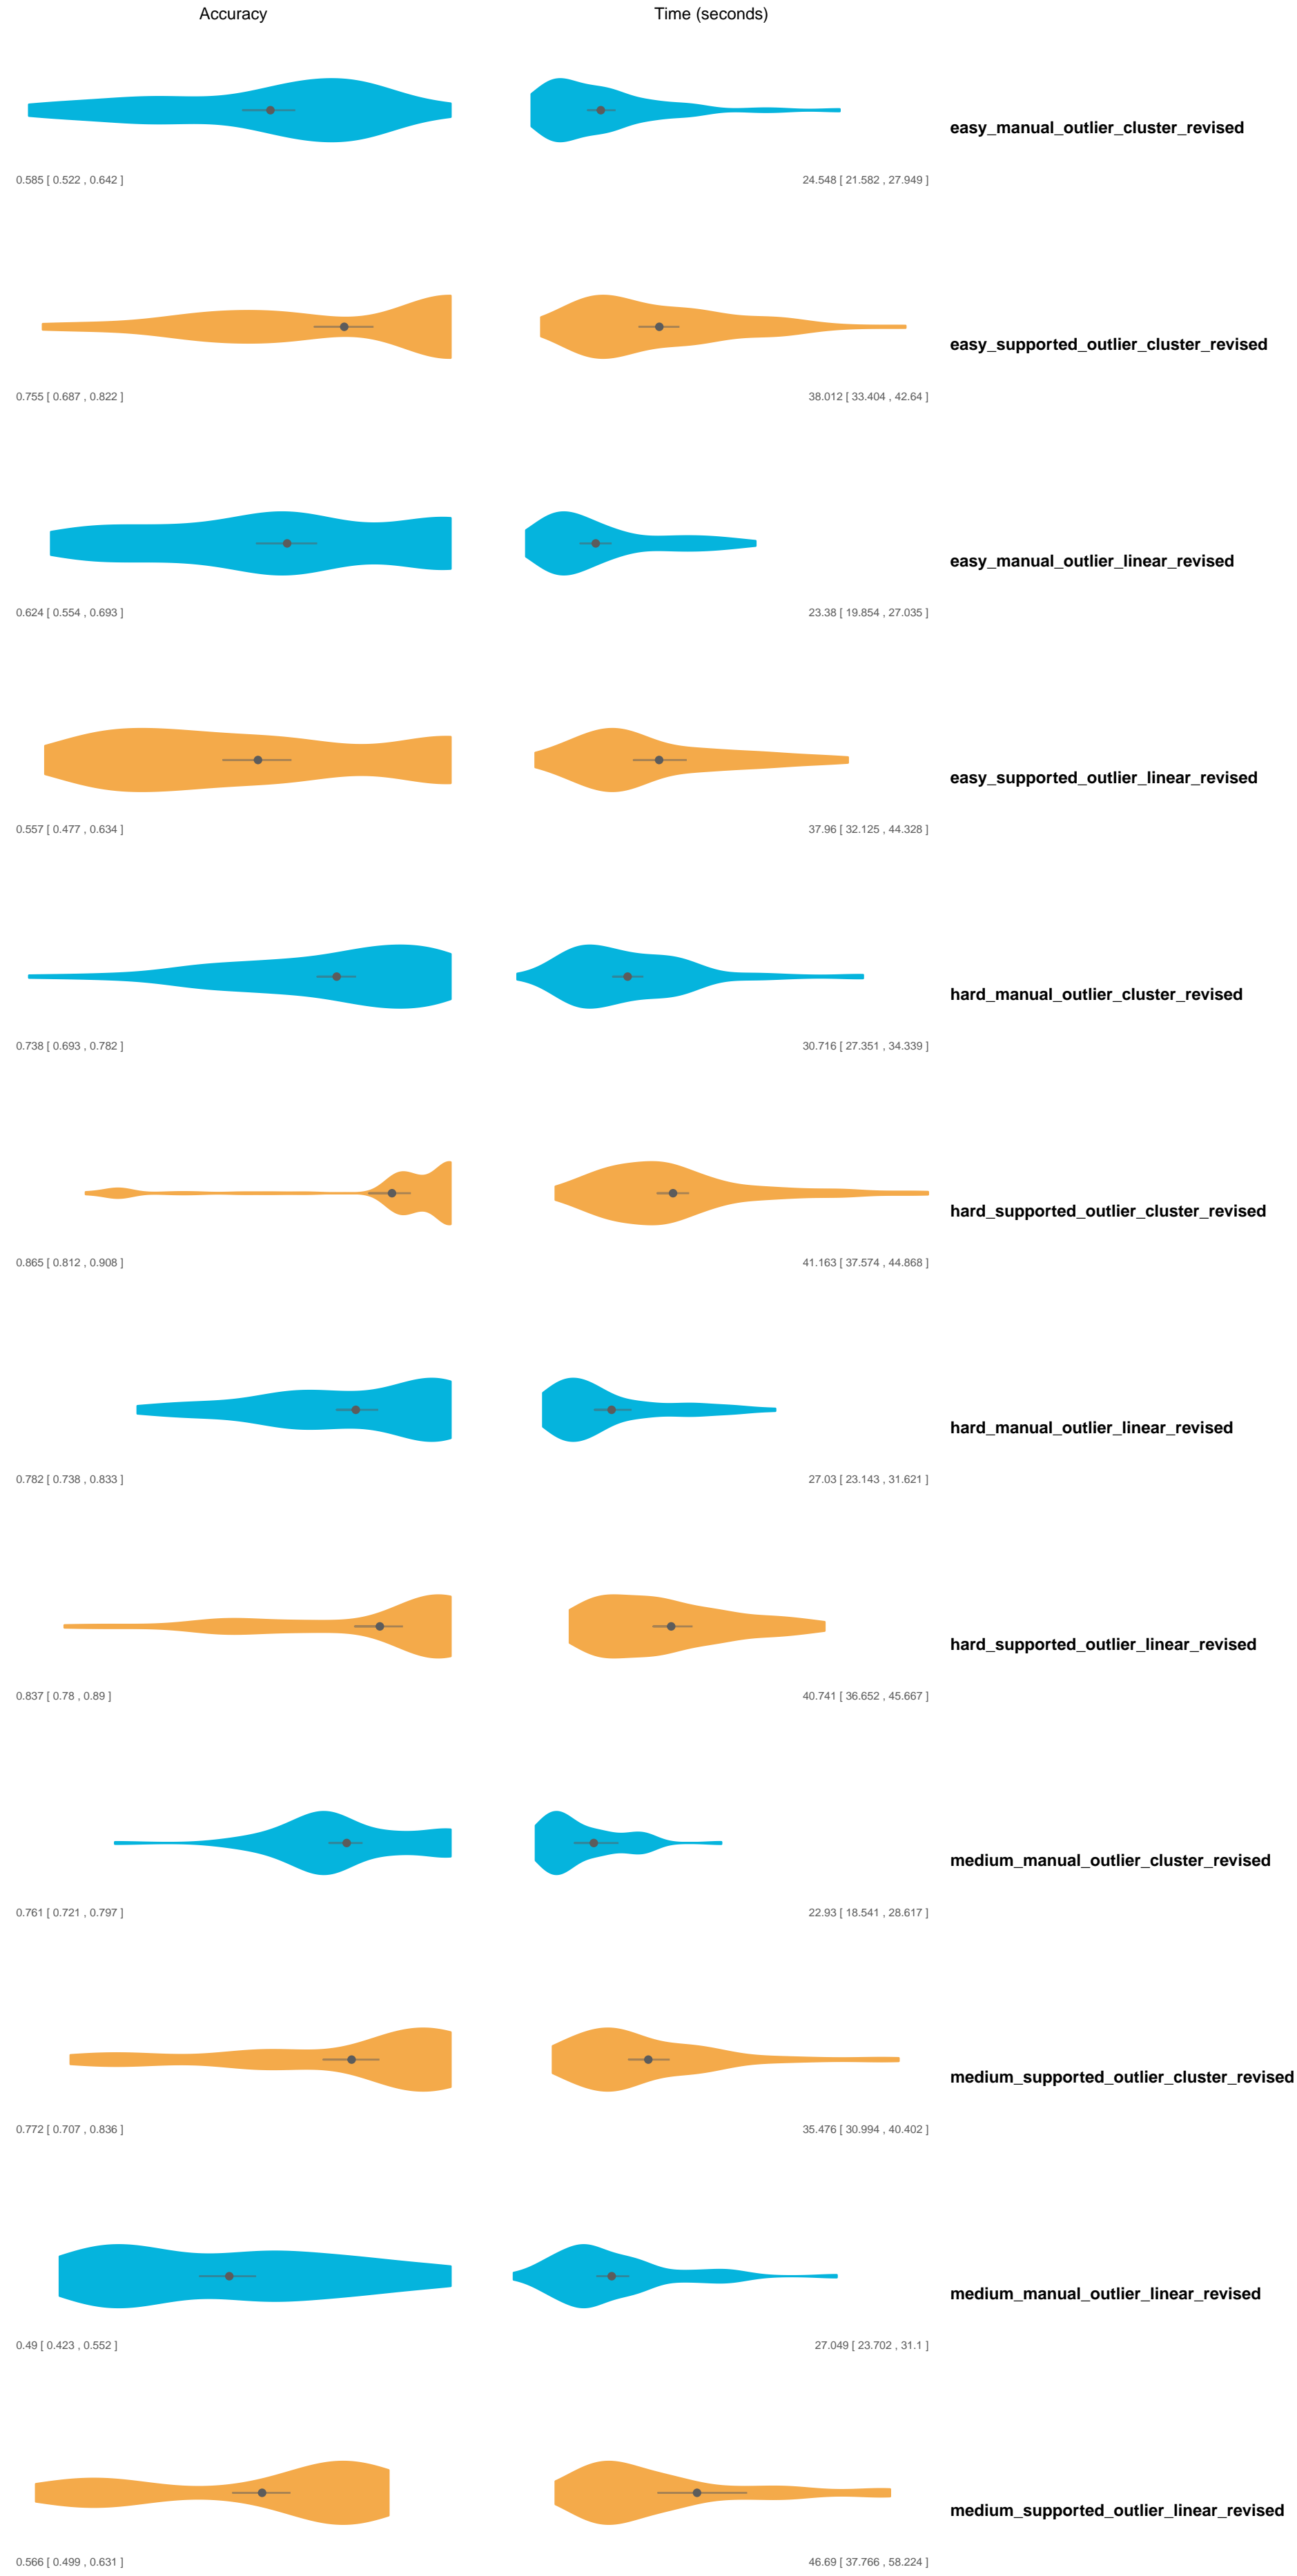 Accuracy Time (seconds)
easy_manual_outlier_cluster_revised
0.585 [ 0.522 , 0.642 ] 24.548 [ 21.582 , 27.949 ]
easy_supported_outlier_cluster_revised
0.755 [ 0.687 , 0.822 ] 38.012 [ 33.404 , 42.64 ]
easy_manual_outlier_linear_revised
0.624 [ 0.554 , 0.693 ] 23.38 [ 19.854 , 27.035 ]
easy_supported_outlier_linear_revised
0.557 [ 0.477 , 0.634 ] 37.96 [ 32.125 , 44.328 ]
hard_manual_outlier_cluster_revised
0.738 [ 0.693 , 0.782 ] 30.716 [ 27.351 , 34.339 ]
hard_supported_outlier_cluster_revised
0.865 [ 0.812 , 0.908 ] 41.163 [ 37.574 , 44.868 ]
hard_manual_outlier_linear_revised
0.782 [ 0.738 , 0.833 ] 27.03 [ 23.143 , 31.621 ]
hard_supported_outlier_linear_revised
0.837 [ 0.78 , 0.89 ] 40.741 [ 36.652 , 45.667 ]
medium_manual_outlier_cluster_revised
0.761 [ 0.721 , 0.797 ] 22.93 [ 18.541 , 28.617 ]
medium_supported_outlier_cluster_revised
0.772 [ 0.707 , 0.836 ] 35.476 [ 30.994 , 40.402 ]
medium_manual_outlier_linear_revised
0.49 [ 0.423 , 0.552 ] 27.049 [ 23.702 , 31.1 ]
medium_supported_outlier_linear_revised
0.566 [ 0.499 , 0.631 ] 46.69 [ 37.766 , 58.224 ]